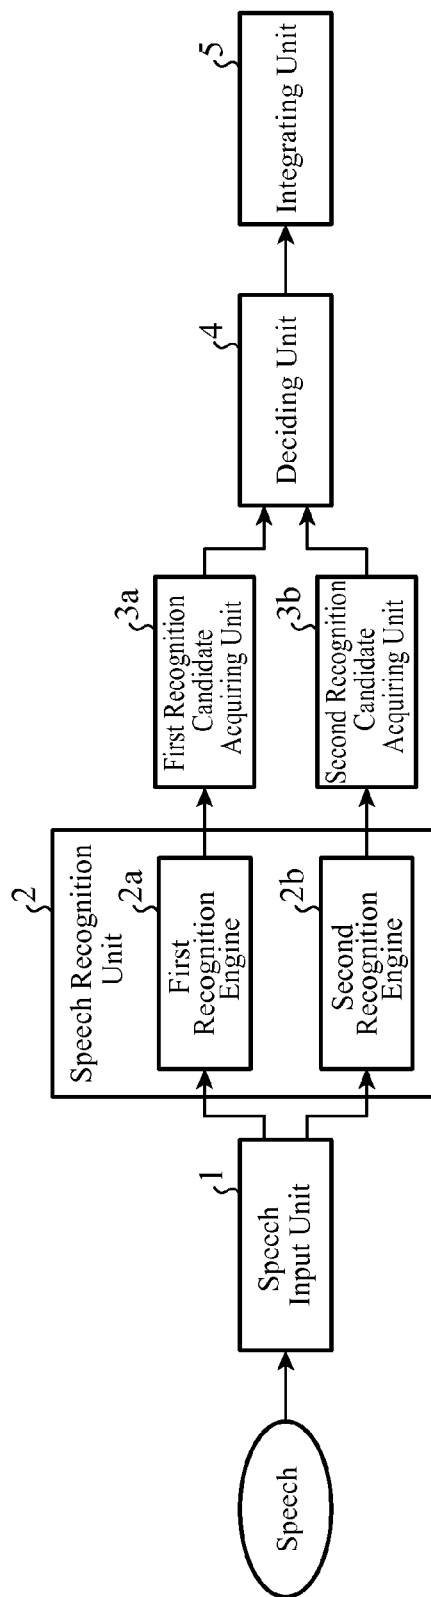 Speech
1
Speech
Input Unit
2
Speech Recognition
Unit
2a
First
Recognition
Engine
2b
Second
Recognition
Engine
3a
First Recognition
Candidate
Acquiring Unit
3b
Second Recognition
Candidate
Acquiring Unit
4
Deciding Unit
5
Integrating Unit